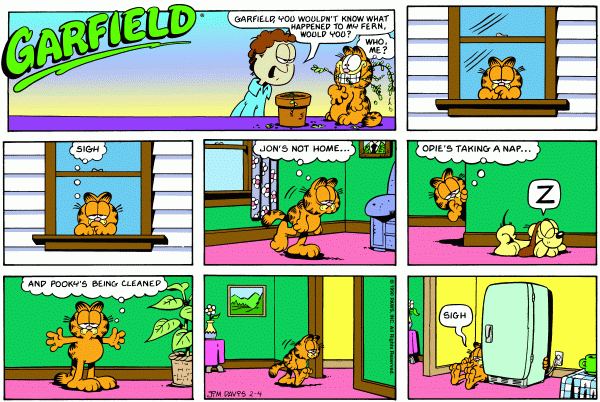 GARFIELD®
GARFIELD, YOU WOULDN'T KNOW WHAT
HAPPENED TO MY FERN,
WOULD YOU?
WHO,
ME?
SIGH
JON'S NOT HOME...
ODIE'S TAKING A NAP...
Z
AND POOKY'S BEING CLEANED
JIM DAVIS 2-4
SIGH